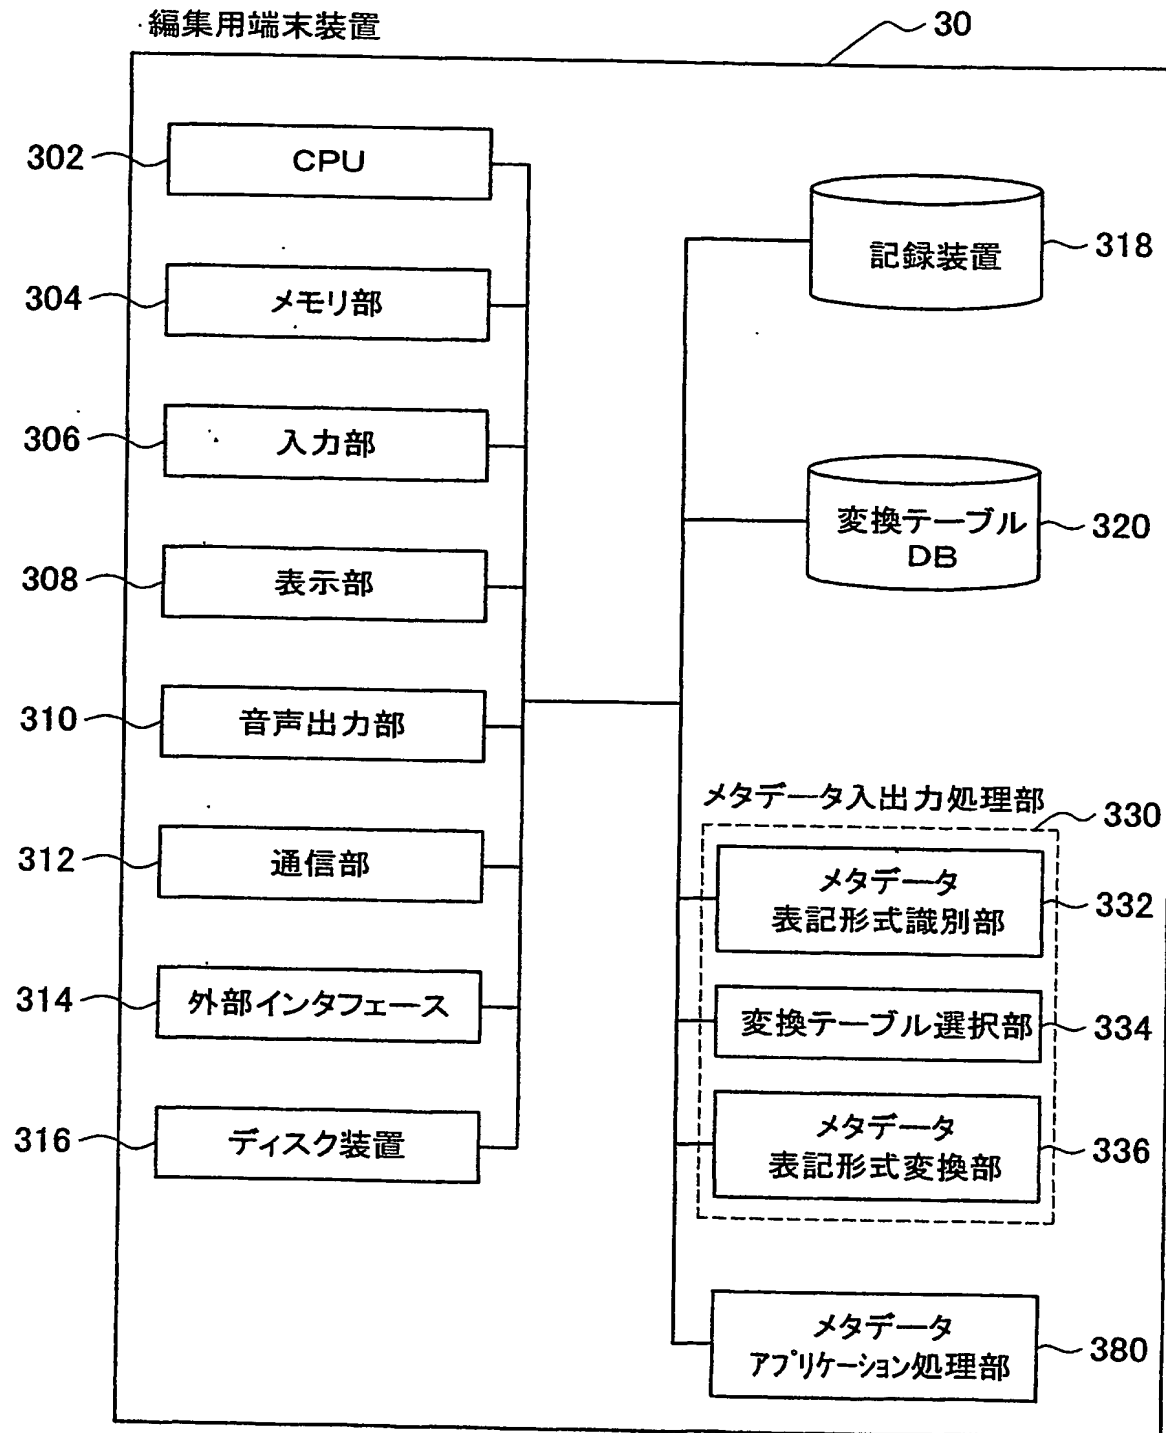 編集用端末装置
30
302
CPU
304
メモリ部
306
入力部
308
表示部
310
音声出力部
312
通信部
314
外部インタフェース
316
ディスク装置
記録装置
318
変換テーブル
DB
320
メタデータ入出力処理部
330
メタデータ
表記形式識別部
332
変換テーブル選択部
334
メタデータ
表記形式変換部
336
メタデータ
アプリケーション処理部
380